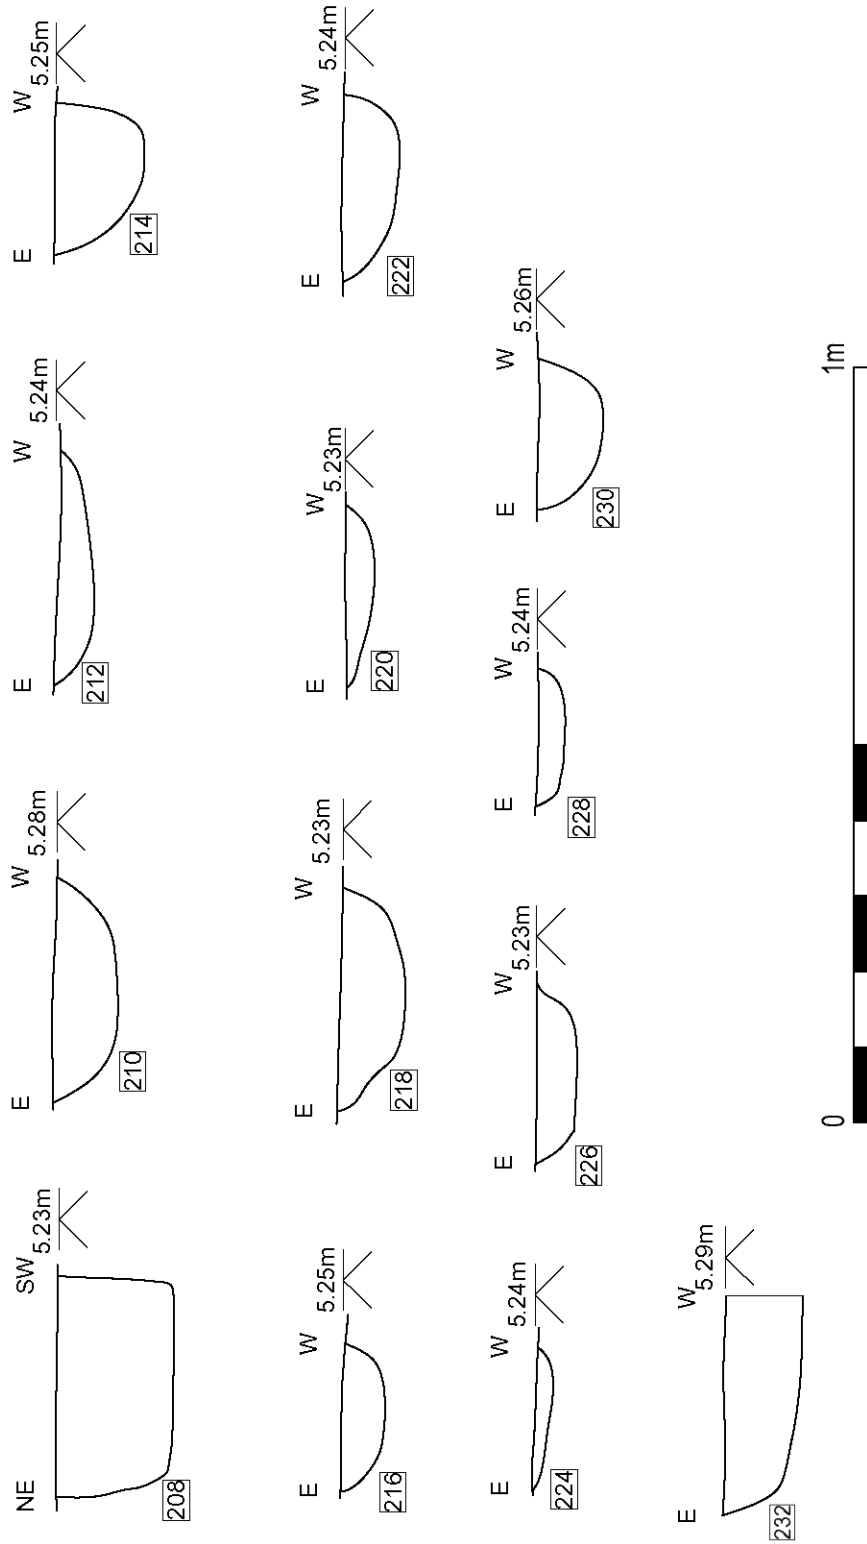 NE SW 5.23m
208
E W 5.28m
210
E W 5.24m
212
E W 5.25m
214
E W 5.25m
216
E W 5.23m
218
E W 5.23m
220
E W 5.24m
222
E W 5.24m
224
E W 5.23m
226
E W 5.24m
228
E W 5.26m
230
E W 5.29m
232
0 1m